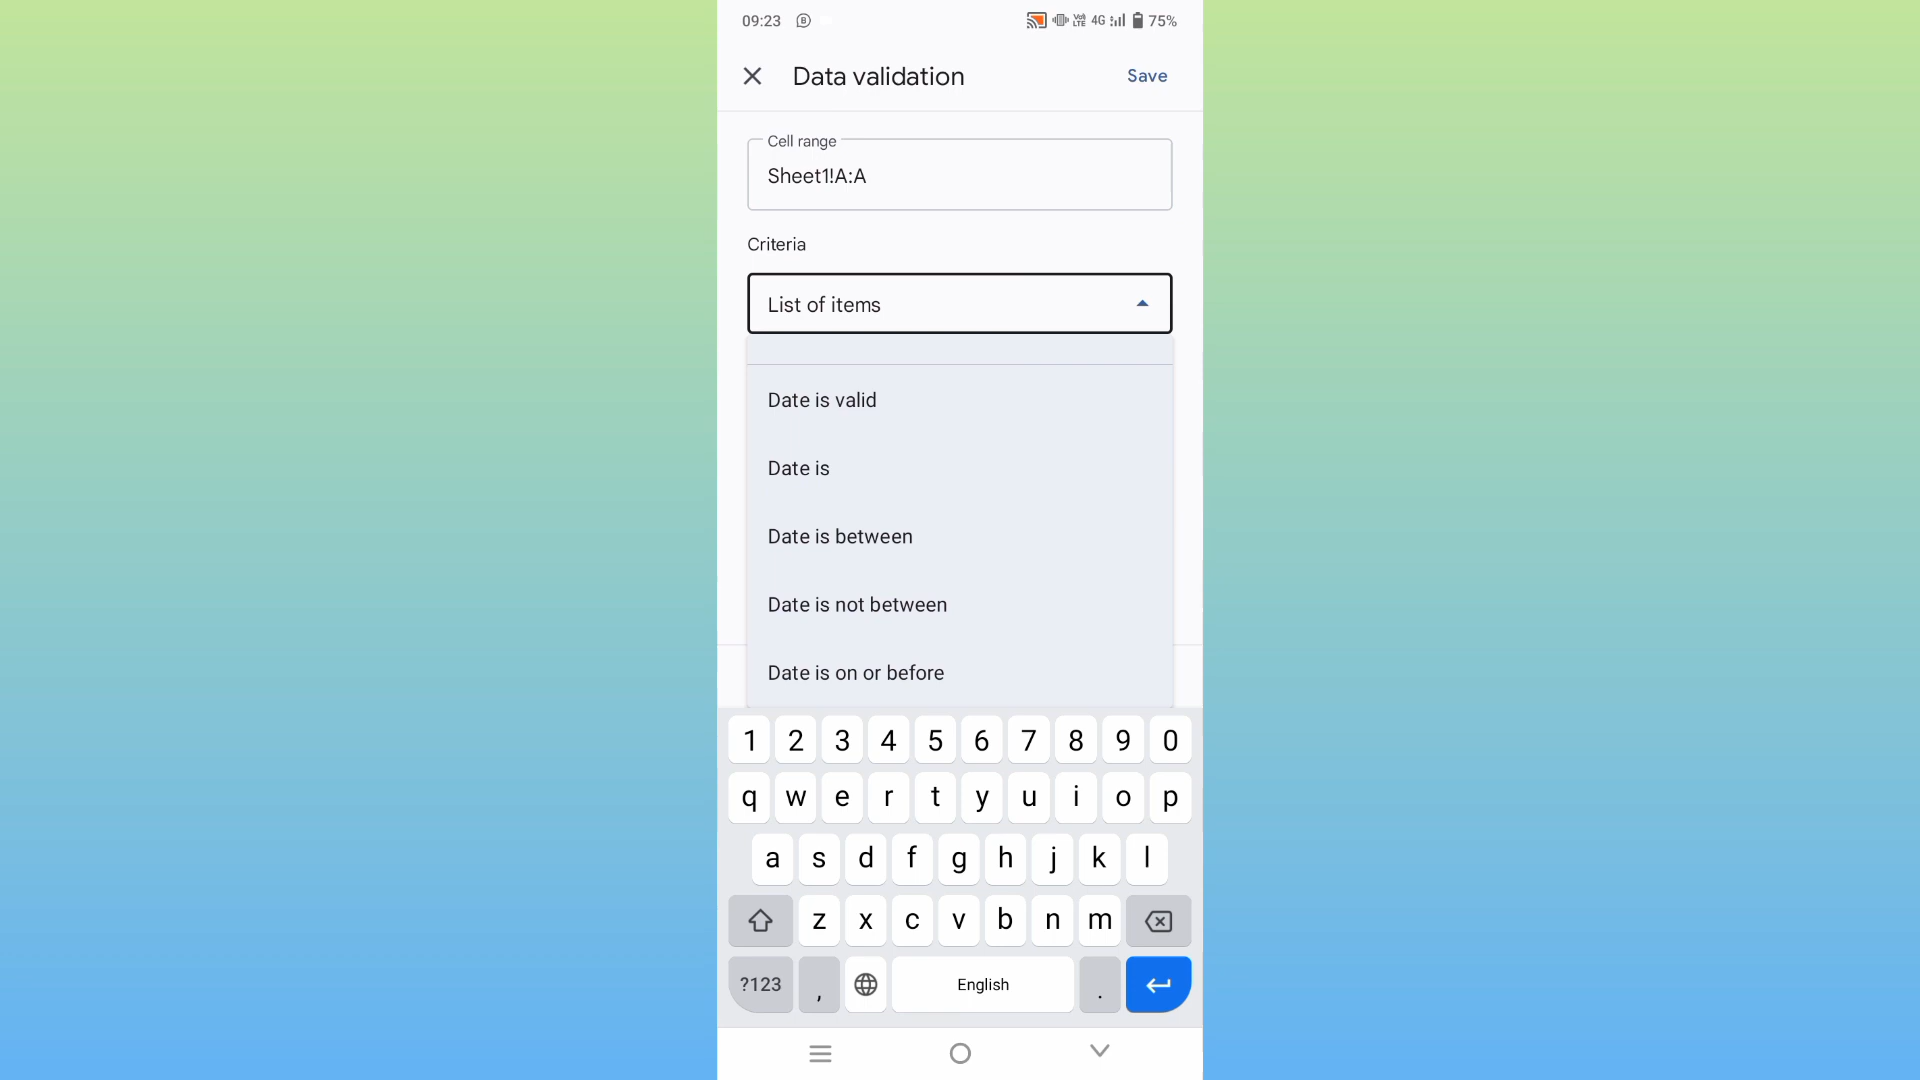 09:23 4G 75%
Data validation Save
Cell range
Sheet1!A:A
Criteria
List of items
Date is valid
Date is
Date is between
Date is not between
Date is on or before
1 2 3 4 5 6 7 8 9 0
q w e r t y u i o p
a s d f g h j k l
z x c v b n m
?123 , English .